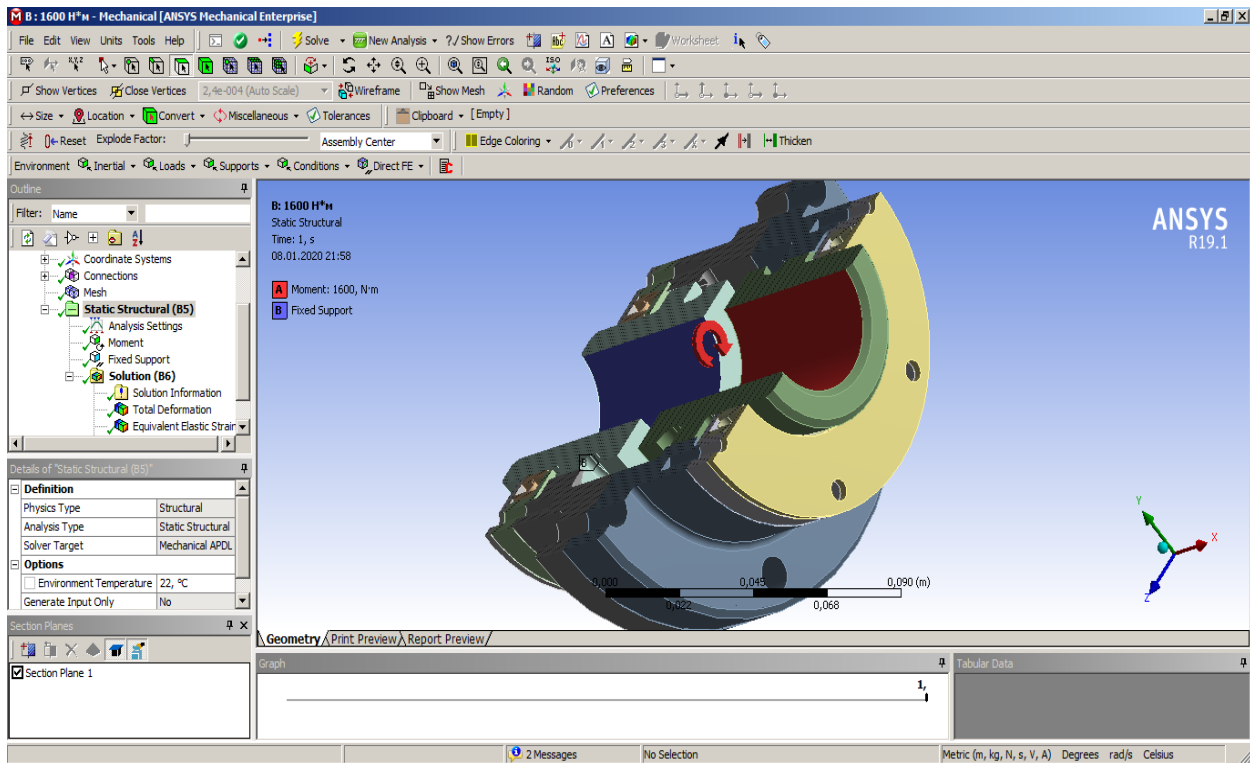 B : 1600 Н*м - Mechanical [ANSYS Mechanical Enterprise]
File Edit View Units Tools Help Solve New Analysis ?/ Show Errors Worksheet
Show Vertices Close Vertices 2,4e-004 (Auto Scale) Wireframe Show Mesh Random Preferences
Size Location Convert Miscellaneous Tolerances Clipboard [Empty]
Reset Explode Factor: Assembly Center Edge Coloring Thicken
Environment Inertial Loads Supports Conditions Direct FE
Outline
Filter: Name
Coordinate Systems
Connections
Mesh
Static Structural (B5)
Analysis Settings
Moment
Fixed Support
Solution (B6)
Solution Information
Total Deformation
Equivalent Elastic Strain
Details of "Static Structural (B5)"
Definition
Physics Type Structural
Analysis Type Static Structural
Solver Target Mechanical APDL
Options
Environment Temperature 22, °C
Generate Input Only No
Section Planes
Section Plane 1
B: 1600 Н*м
Static Structural
Time: 1, s
08.01.2020 21:58
A Moment: 1600, N·m
B Fixed Support
ANSYS
R19.1
B
0,000 0,045 0,090 (m)
0,022 0,068
Y
X
Z
Geometry Print Preview Report Preview
Graph
1,
Tabular Data
2 Messages No Selection Metric (m, kg, N, s, V, A) Degrees rad/s Celsius